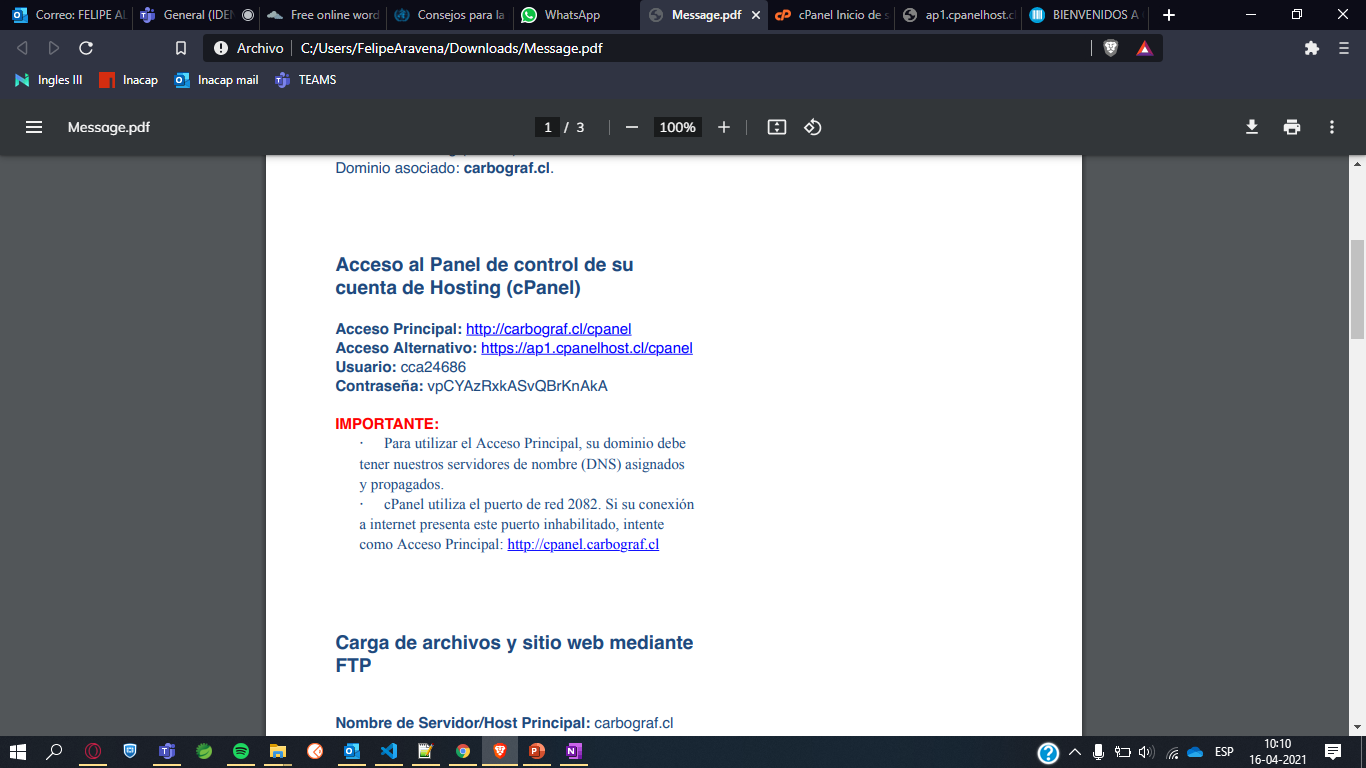 Correo: FELIPE AL
General (IDEN
Free online word
Consejos para la
WhatsApp
Message.pdf
cPanel Inicio de s
ap1.cpanelhost.cl
BIENVENIDOS A
Archivo C:/Users/FelipeAravena/Downloads/Message.pdf
Ingles III Inacap Inacap mail TEAMS
Message.pdf 1 / 3 100%
Dominio asociado: carbograf.cl.
Acceso al Panel de control de su
cuenta de Hosting (cPanel)
Acceso Principal: http://carbograf.cl/cpanel
Acceso Alternativo: https://ap1.cpanelhost.cl/cpanel
Usuario: cca24686
Contraseña: vpCYAzRxkASvQBrKnAkA
IMPORTANTE:
· Para utilizar el Acceso Principal, su dominio debe
tener nuestros servidores de nombre (DNS) asignados
y propagados.
· cPanel utiliza el puerto de red 2082. Si su conexión
a internet presenta este puerto inhabilitado, intente
como Acceso Principal: http://cpanel.carbograf.cl
Carga de archivos y sitio web mediante
FTP
Nombre de Servidor/Host Principal: carbograf.cl
ESP
10:10
16-04-2021